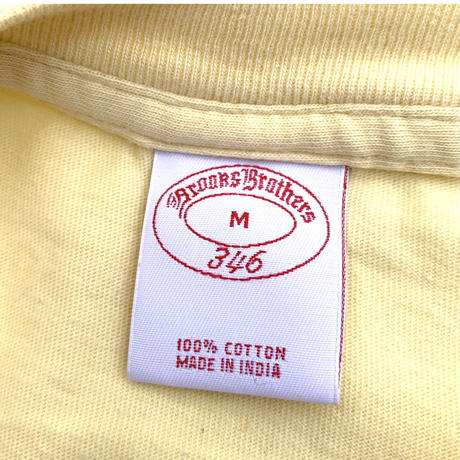 Brooks Brothers
M
346
100% COTTON
MADE IN INDIA